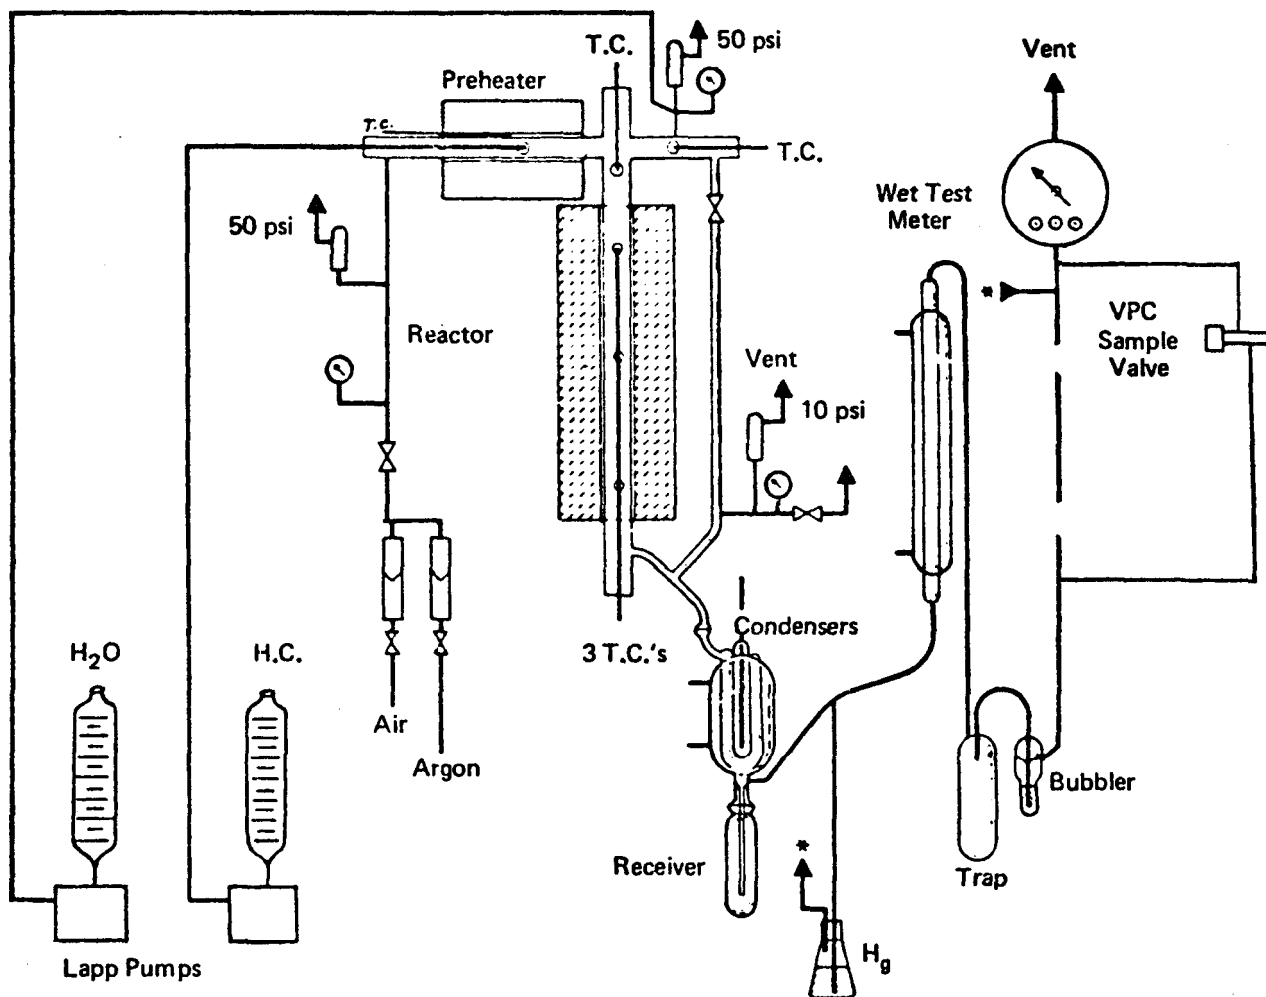 T.C.
50 psi
Vent
Preheater
T.c.
T.C.
Wet Test
Meter
50 psi
*
VPC
Sample
Valve
Reactor
Vent
10 psi
Condensers
H2O
H.C.
3 T.C.'s
Air
Argon
Bubbler
*
Receiver
Trap
Hg
Lapp Pumps